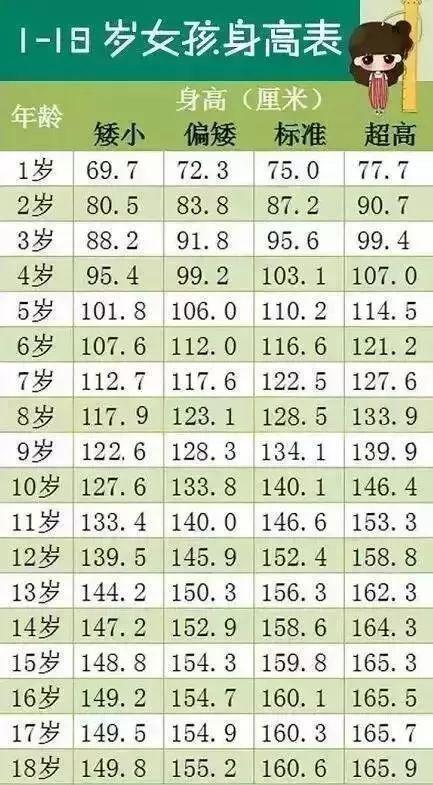 1-18岁女孩身高表
年龄 身高（厘米）
矮小 偏矮 标准 超高
1岁 69.7 72.3 75.0 77.7
2岁 80.5 83.8 87.2 90.7
3岁 88.2 91.8 95.6 99.4
4岁 95.4 99.2 103.1 107.0
5岁 101.8 106.0 110.2 114.5
6岁 107.6 112.0 116.6 121.2
7岁 112.7 117.6 122.5 127.6
8岁 117.9 123.1 128.5 133.9
9岁 122.6 128.3 134.1 139.9
10岁 127.6 133.8 140.1 146.4
11岁 133.4 140.0 146.6 153.3
12岁 139.5 145.9 152.4 158.8
13岁 144.2 150.3 156.3 162.3
14岁 147.2 152.9 158.6 164.3
15岁 148.8 154.3 159.8 165.3
16岁 149.2 154.7 160.1 165.5
17岁 149.5 154.9 160.3 165.7
18岁 149.8 155.2 160.6 165.9